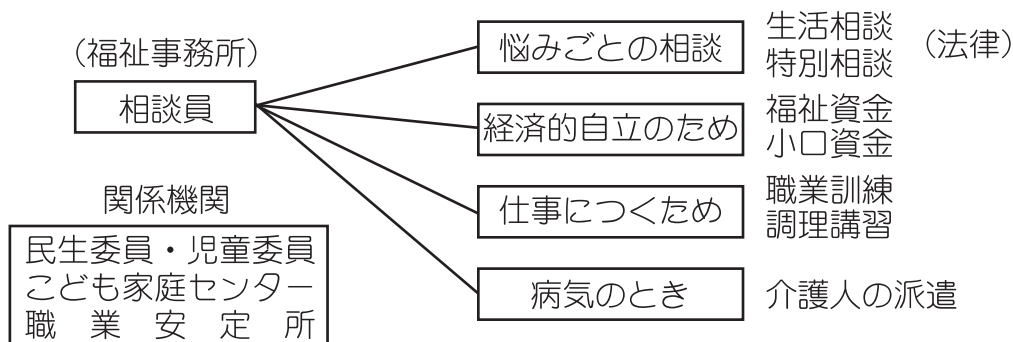 (福祉事務所)
相談員
関係機関
民生委員・児童委員
こども家庭センター
職業安定所
悩みごとの相談
生活相談
特別相談
(法律)
経済的自立のため
福祉資金
小口資金
仕事につくため
職業訓練
調理講習
病気のとき
介護人の派遣